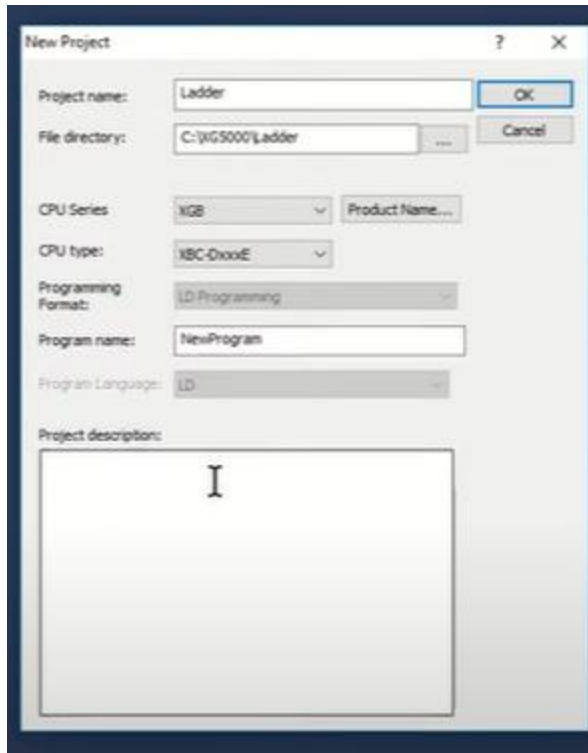 New Project
? X
Project name:
Ladder
OK
File directory:
C:\XG5000\Ladder
...
Cancel
CPU Series
XGB
Product Name...
CPU type:
XBC-DxxxE
Programming
Format:
LD Programming
Program name:
NewProgram
Program Language:
LD
Project description: